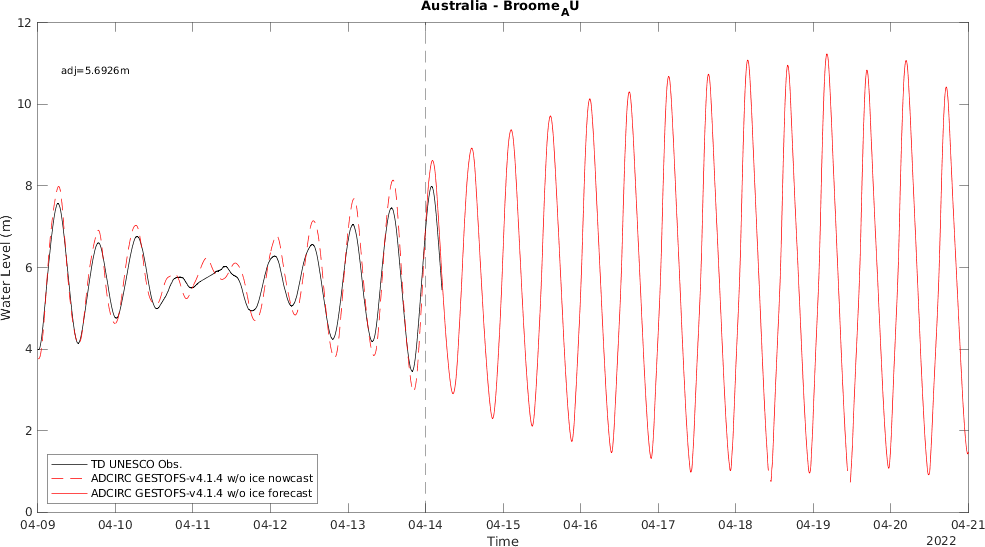 Australia - Broome_AU
12
adj=5.6926m
10
8
6
4
2
0
Water Level (m)
TD UNESCO Obs.
ADCIRC GESTOFS-v4.1.4 w/o ice nowcast
ADCIRC GESTOFS-v4.1.4 w/o ice forecast
04-09 04-10 04-11 04-12 04-13 04-14 04-15 04-16 04-17 04-18 04-19 04-20 04-21
Time
2022